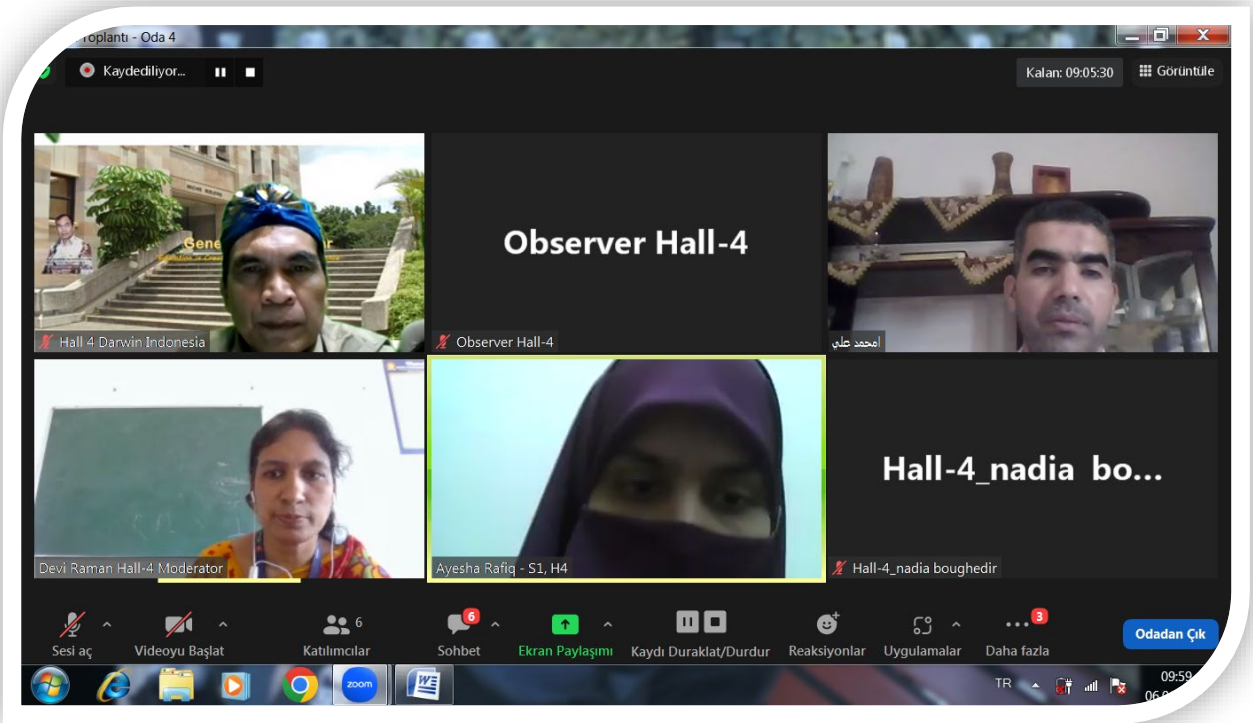 Toplantı - Oda 4
Kaydediliyor...
Kalan: 09:05:30
Görüntüle
Hall 4 Darwin Indonesia
Observer Hall-4
Observer Hall-4
امحمد علي
Devi Raman Hall-4 Moderator
Ayesha Rafiq - S1, H4
Hall-4_nadia bo...
Hall-4_nadia boughedir
Sesi aç
Videoyu Başlat
6
Katılımcılar
6
Sohbet
Ekran Paylaşımı
Kaydı Duraklat/Durdur
Reaksiyonlar
Uygulamalar
3
Daha fazla
Odadan Çık
zoom
TR
09:59